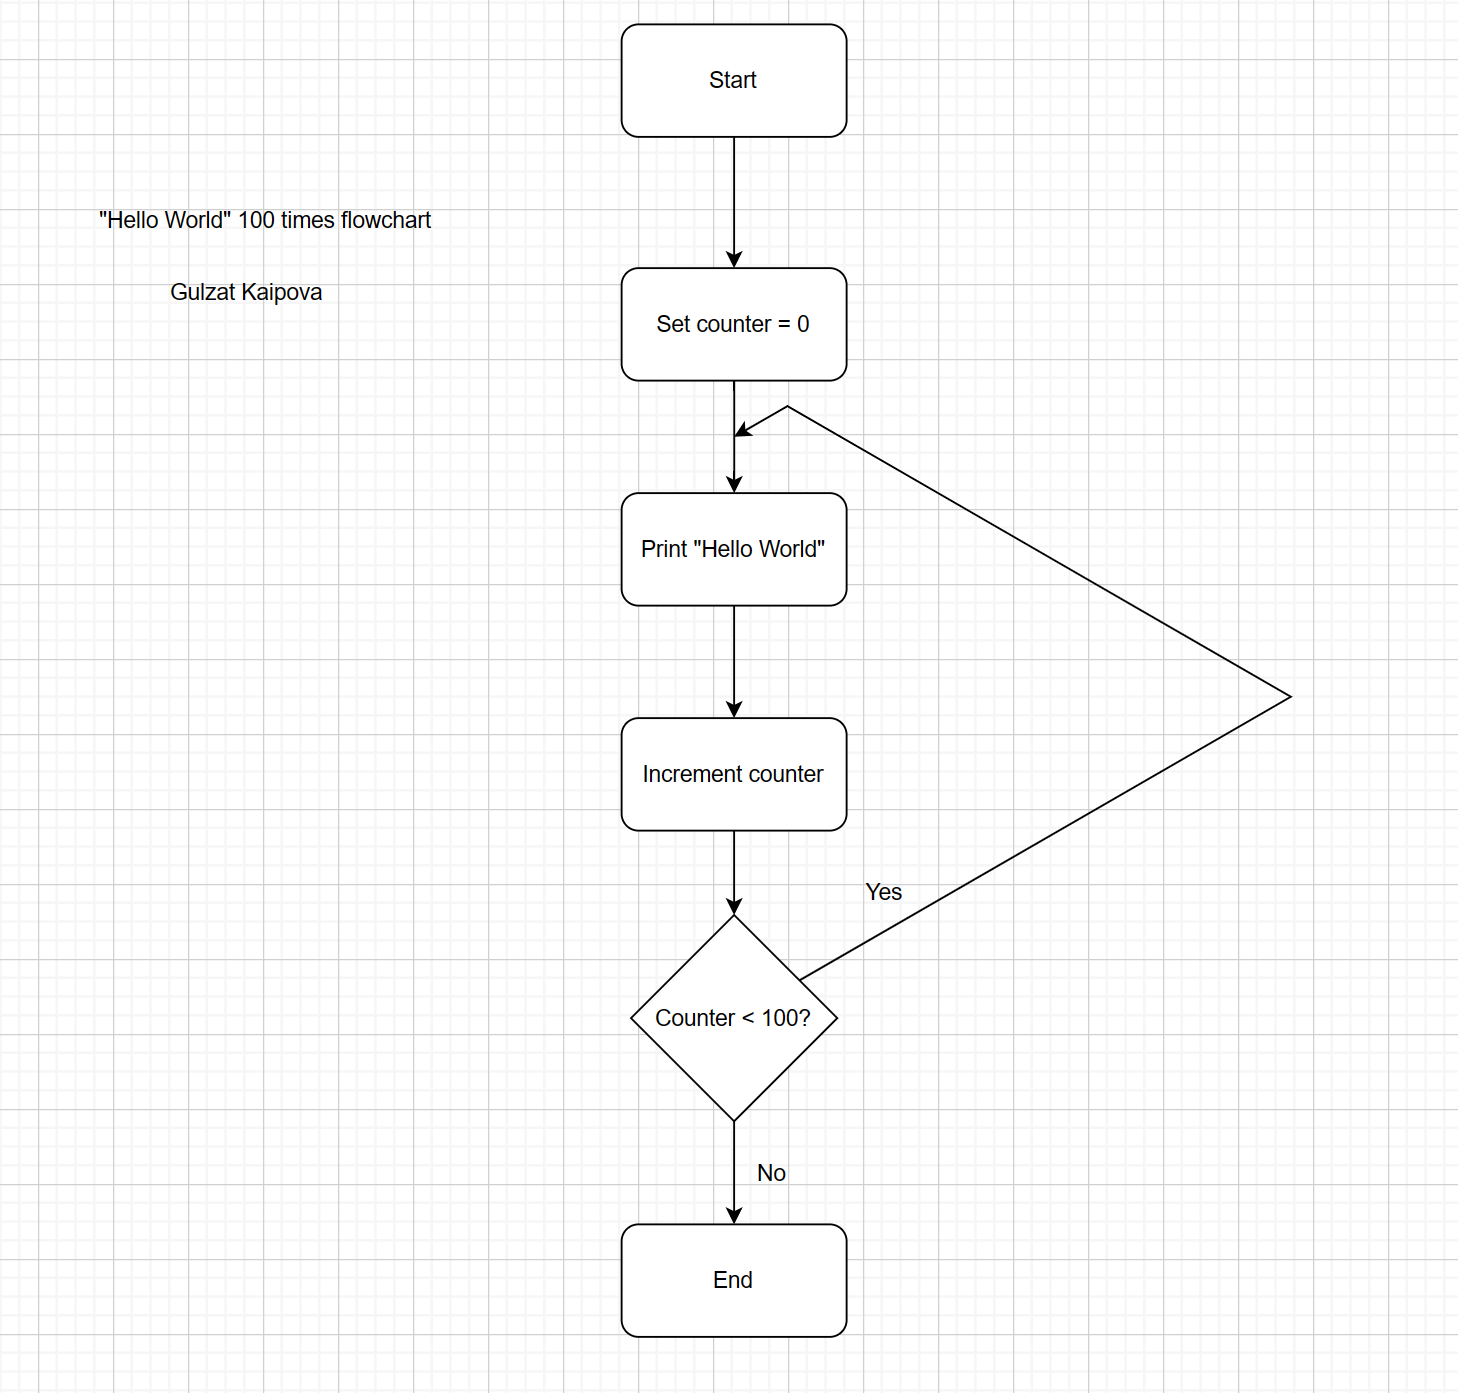 Start
"Hello World" 100 times flowchart
Gulzat Kaipova
Set counter = 0
Print "Hello World"
Increment counter
Yes
Counter < 100?
No
End